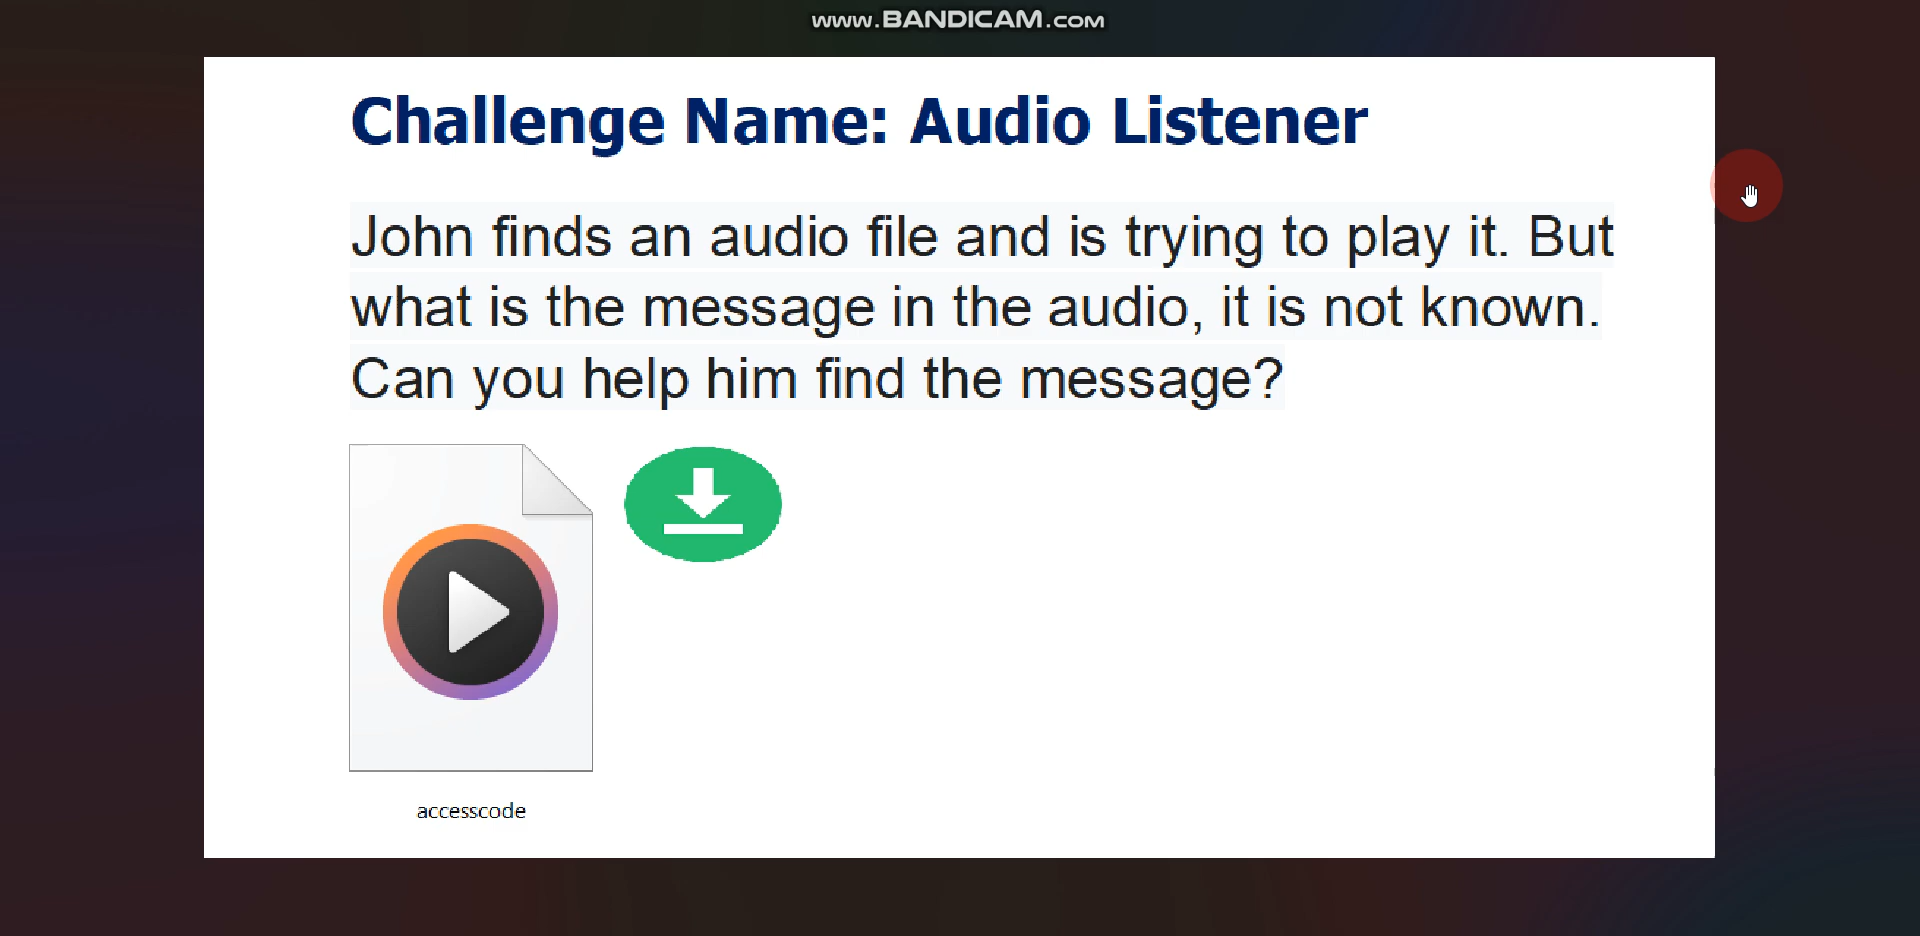 www.BANDICAM.com
Challenge Name: Audio Listener
John finds an audio file and is trying to play it. But
what is the message in the audio, it is not known.
Can you help him find the message?
accesscode